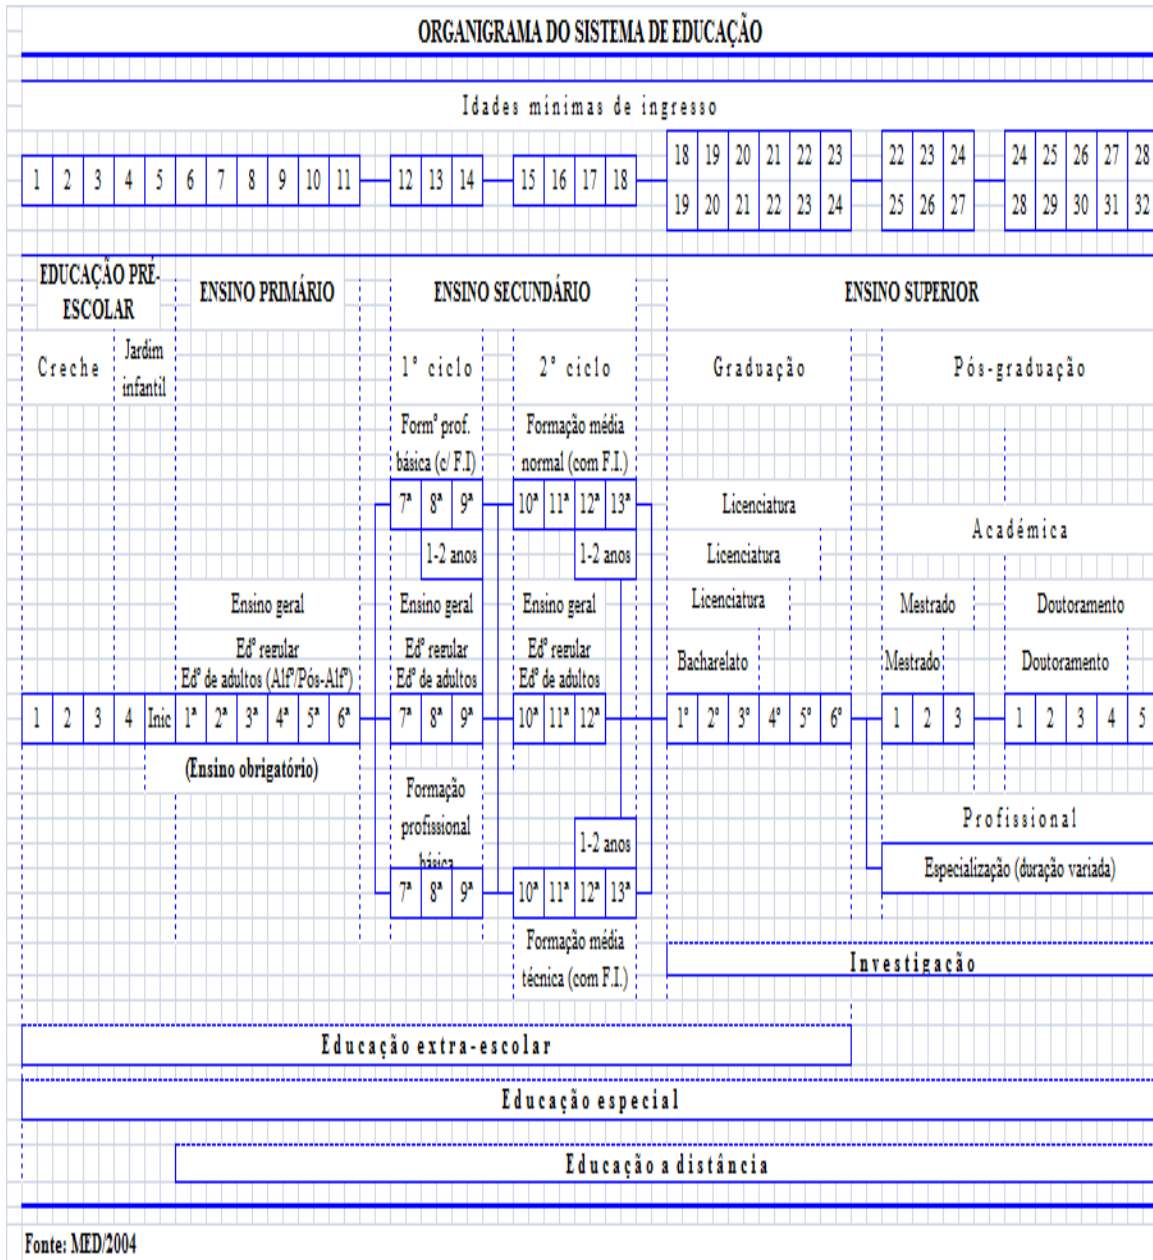 ORGANIGRAMA DO SISTEMA DE EDUCAÇÃO
Idades mínimas de ingresso
18 19 20 21 22 23 22 23 24 24 25 26 27 28
1 2 3 4 5 6 7 8 9 10 11 12 13 14 15 16 17 18
19 20 21 22 23 24 25 26 27 28 29 30 31 32
EDUCAÇÃO PRÉ-
ESCOLAR
ENSINO PRIMÁRIO
ENSINO SECUNDÁRIO
ENSINO SUPERIOR
Creche
Jardim
infantil
1º ciclo
2º ciclo
Graduação
Pós-graduação
Formº prof.
básica (c/ F.I)
Formação média
normal (com F.I.)
7ª 8ª 9ª
10ª 11ª 12ª 13ª
Licenciatura
1-2 anos
1-2 anos
Licenciatura
Académica
Ensino geral
Ensino geral
Ensino geral
Licenciatura
Mestrado
Doutoramento
Edº regular
Edº de adultos (Alfº/Pós-Alfº)
Edº regular
Edº de adultos
Edº regular
Edº de adultos
Bacharelato
Mestrado
Doutoramento
1 2 3 4 Inic 1ª 2ª 3ª 4ª 5ª 6ª 7ª 8ª 9ª 10ª 11ª 12ª 1º 2º 3º 4º 5º 6º 1 2 3 1 2 3 4 5
(Ensino obrigatório)
Formação
profissional
básica
1-2 anos
Profissional
Especialização (duração variada)
7ª 8ª 9ª
10ª 11ª 12ª 13ª
Formação média
técnica (com F.I.)
Investigação
Educação extra-escolar
Educação especial
Educação a distância
Fonte: MED/2004